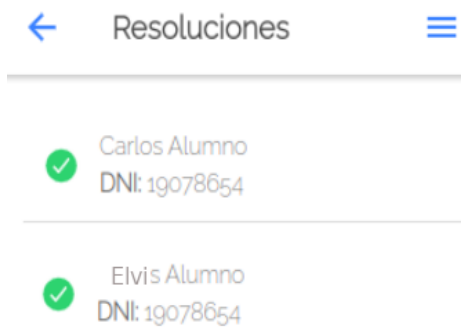 Resoluciones
Carlos Alumno
DNI: 19078654
Elvis Alumno
DNI: 19078654